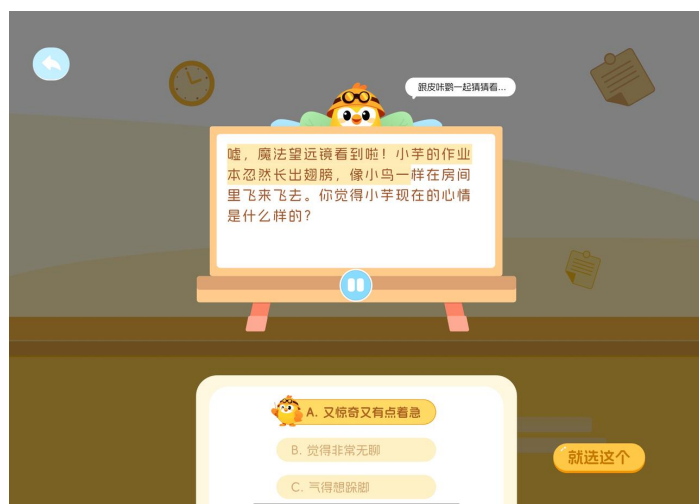 跟皮咔鹦一起猜猜看...
嘘，魔法望远镜看到啦！小芋的作业
本忽然长出翅膀，像小鸟一样在房间
里飞来飞去。你觉得小芋现在的心情
是什么样的？
A. 又惊奇又有点着急
B. 觉得非常无聊
C. 气得想跺脚
就选这个